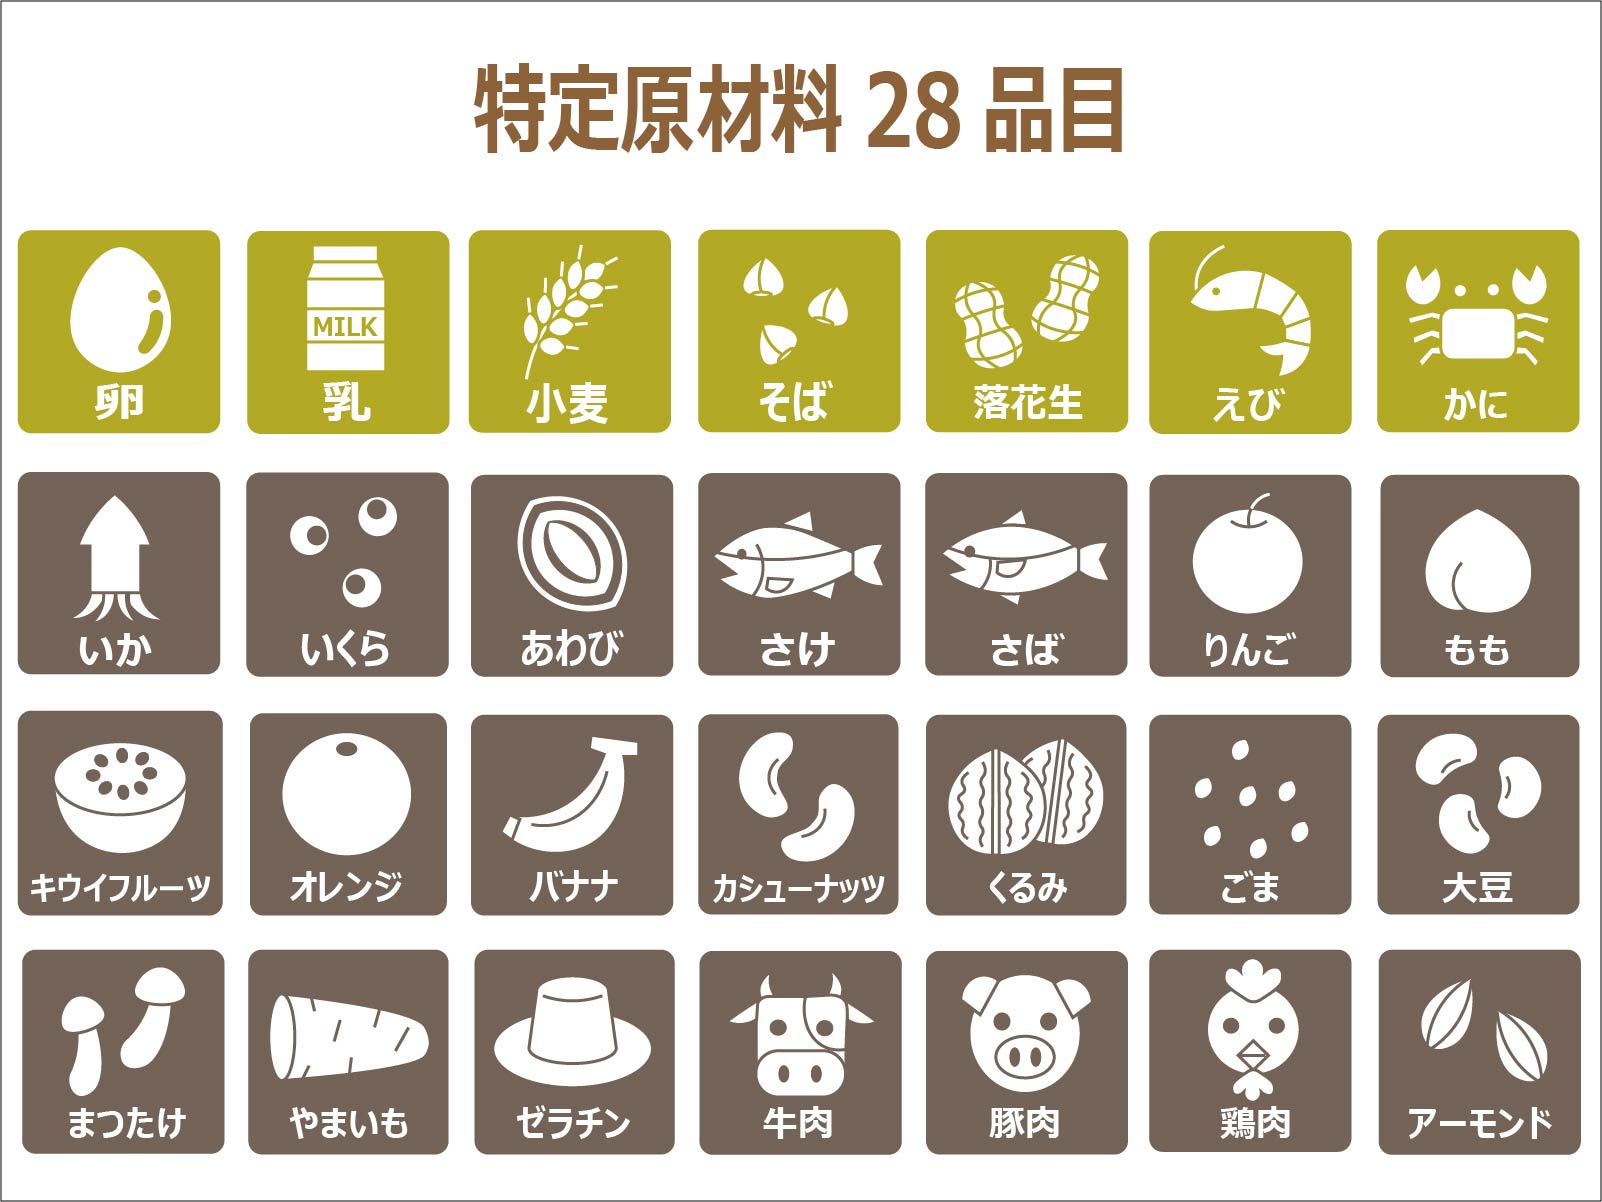 特定原材料 28 品目
MILK
卵
乳
小麦
そば
落花生
えび
かに
いか
いくら
あわび
さけ
さば
りんご
もも
キウイフルーツ
オレンジ
バナナ
カシューナッツ
くるみ
ごま
大豆
まつたけ
やまいも
ゼラチン
牛肉
豚肉
鶏肉
アーモンド